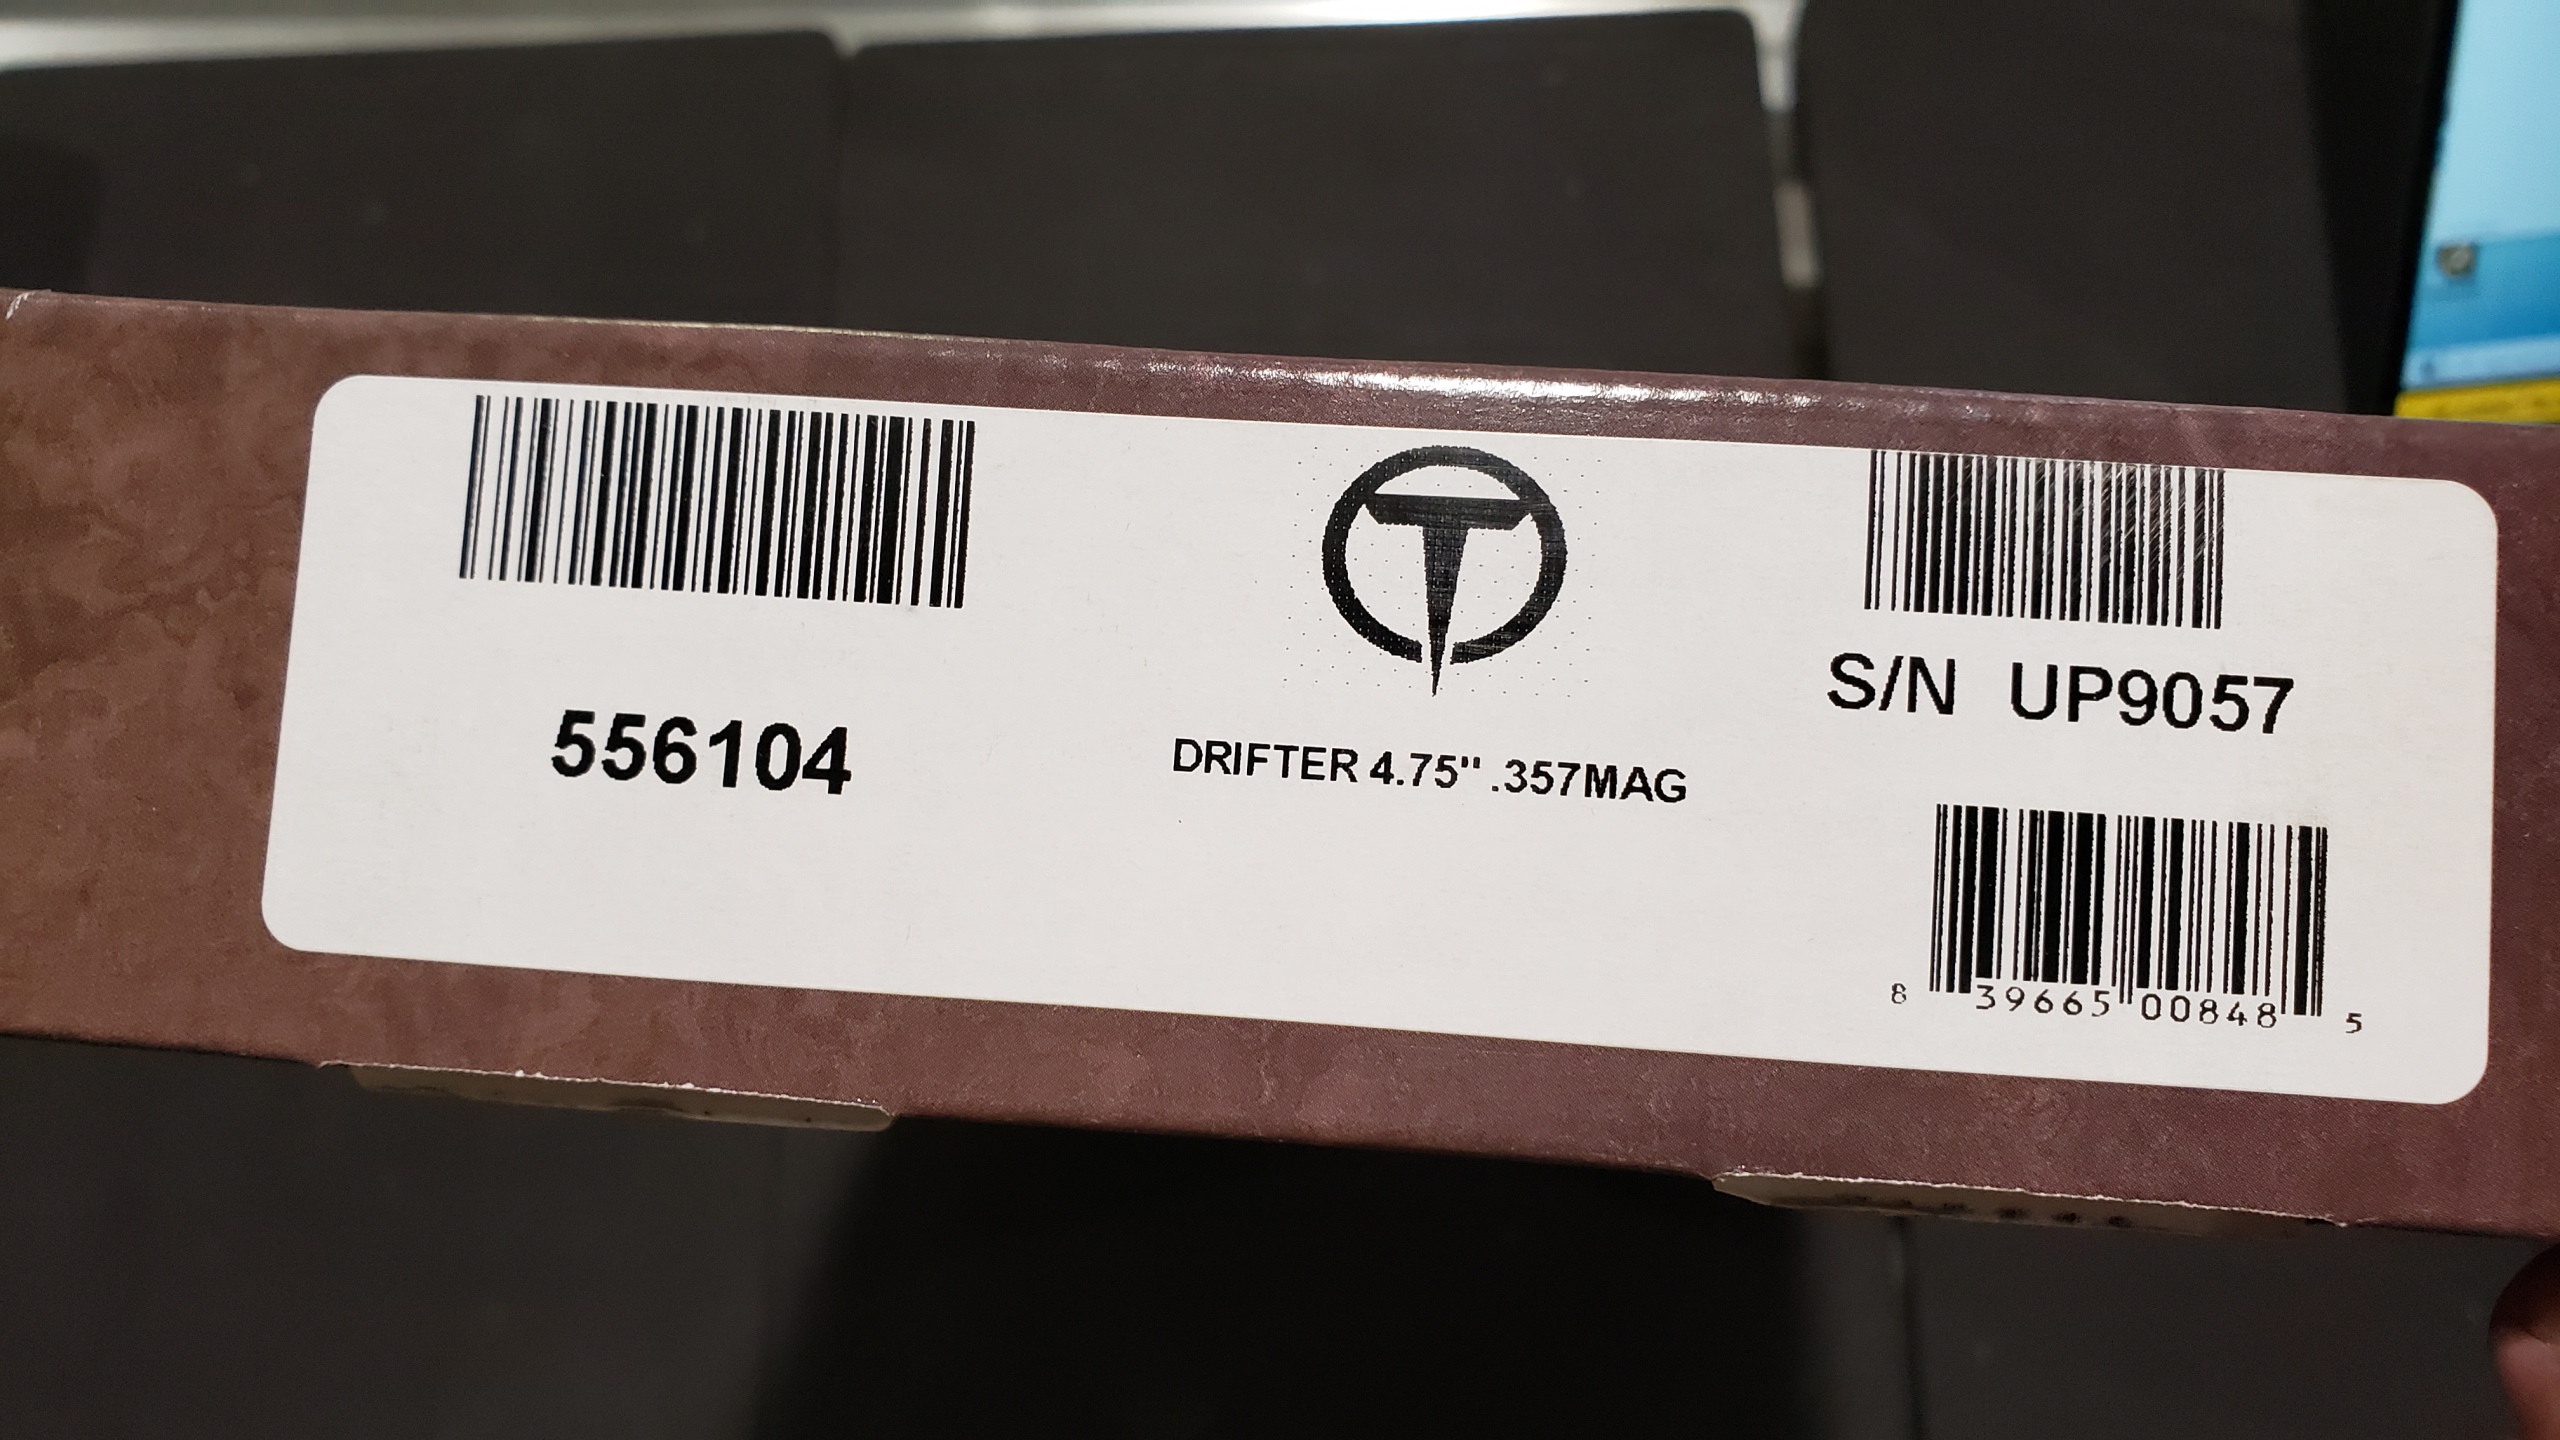 556104
DRIFTER 4.75" .357MAG
S/N UP9057
8 39665 00848 5